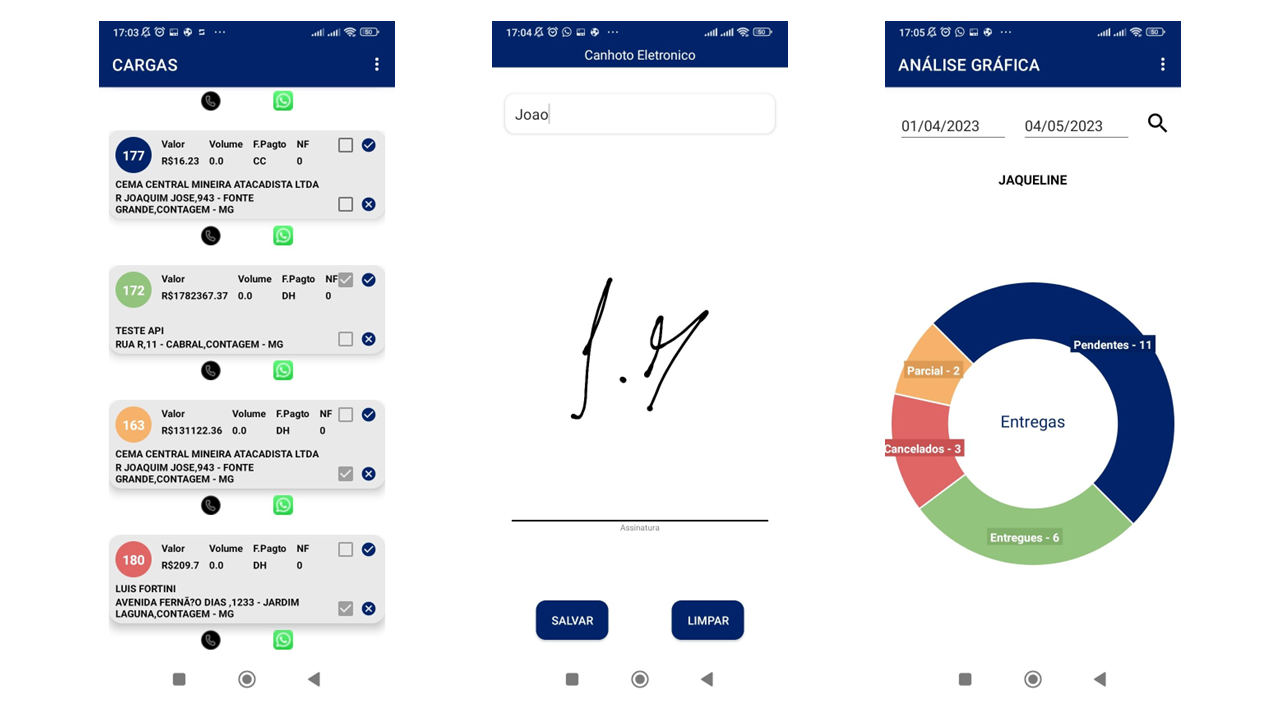 17:03
50
CARGAS
177
Valor Volume F.Pagto NF
R$16.23 0.0 CC 0
CEMA CENTRAL MINEIRA ATACADISTA LTDA
R JOAQUIM JOSE,943 - FONTE
GRANDE,CONTAGEM - MG
172
Valor Volume F.Pagto NF
R$1782367.37 0.0 DH 0
TESTE API
RUA R,11 - CABRAL,CONTAGEM - MG
163
Valor Volume F.Pagto NF
R$131122.36 0.0 DH 0
CEMA CENTRAL MINEIRA ATACADISTA LTDA
R JOAQUIM JOSE,943 - FONTE
GRANDE,CONTAGEM - MG
180
Valor Volume F.Pagto NF
R$209.7 0.0 DH 0
LUIS FORTINI
AVENIDA FERNÃ?O DIAS ,1233 - JARDIM
LAGUNA,CONTAGEM - MG
17:04
50
Canhoto Eletronico
Joao
J.M
Assinatura
SALVAR LIMPAR
17:05
50
ANÁLISE GRÁFICA
01/04/2023 04/05/2023
JAQUELINE
Pendentes - 11
Parcial - 2
Entregas
Cancelados - 3
Entregues - 6